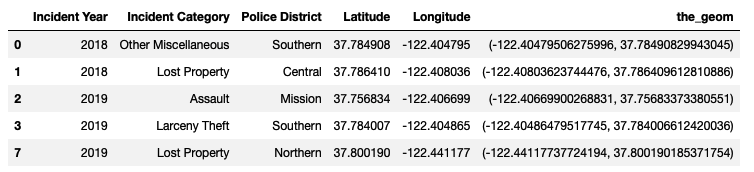 Incident Year Incident Category Police District Latitude Longitude the_geom
0 2018 Other Miscellaneous Southern 37.784908 -122.404795 (-122.40479506275996, 37.78490829943045)
1 2018 Lost Property Central 37.786410 -122.408036 (-122.40803623744476, 37.786409612810886)
2 2019 Assault Mission 37.756834 -122.406699 (-122.40669900268831, 37.75683373380551)
3 2019 Larceny Theft Southern 37.784007 -122.404865 (-122.40486479517745, 37.784006612420036)
7 2019 Lost Property Northern 37.800190 -122.441177 (-122.44117737724194, 37.800190185371754)